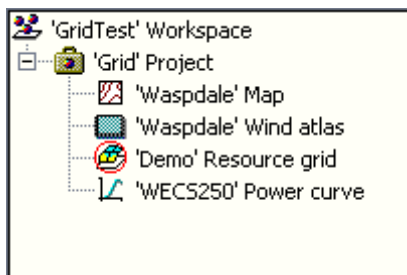 'GridTest' Workspace
'Grid' Project
'Waspdale' Map
'Waspdale' Wind atlas
'Demo' Resource grid
'WECS250' Power curve